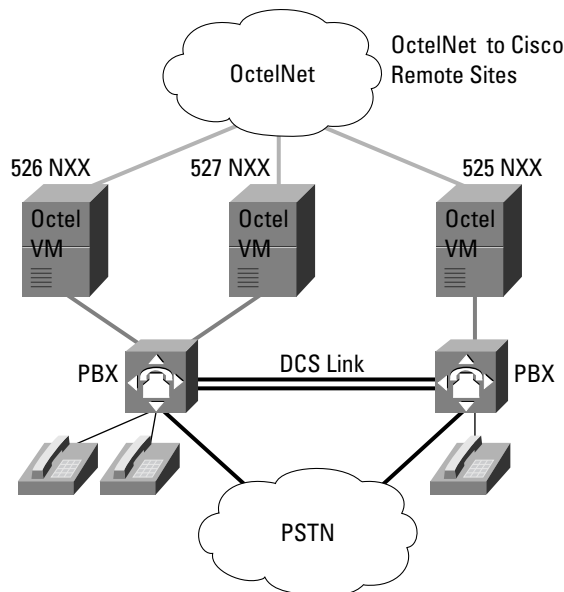 OctelNet
OctelNet to Cisco
Remote Sites
526 NXX
527 NXX
525 NXX
Octel
VM
Octel
VM
Octel
VM
PBX
DCS Link
PBX
PSTN